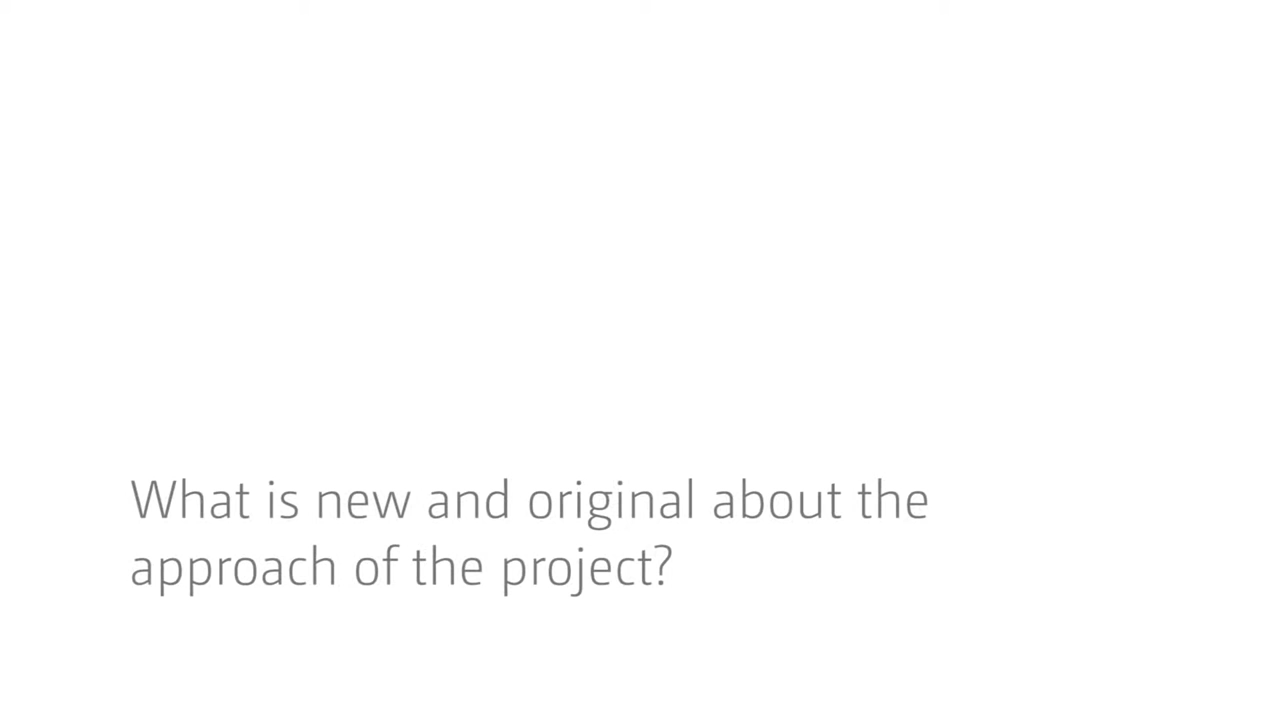 What is new and original about the
approach of the project?